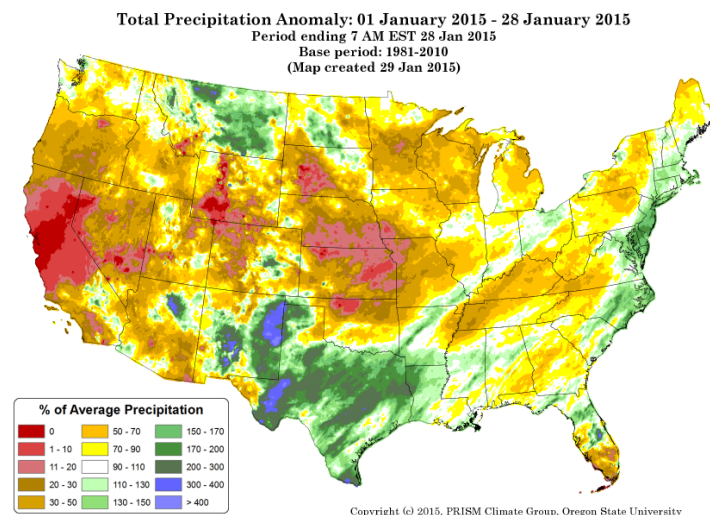 Total Precipitation Anomaly: 01 January 2015 - 28 January 2015
Period ending 7 AM EST 28 Jan 2015
Base period: 1981-2010
(Map created 29 Jan 2015)
% of Average Precipitation
0 50 - 70 150 - 170
1 - 10 70 - 90 170 - 200
11 - 20 90 - 110 200 - 300
20 - 30 110 - 130 300 - 400
30 - 50 130 - 150 > 400
Copyright (c) 2015, PRISM Climate Group, Oregon State University